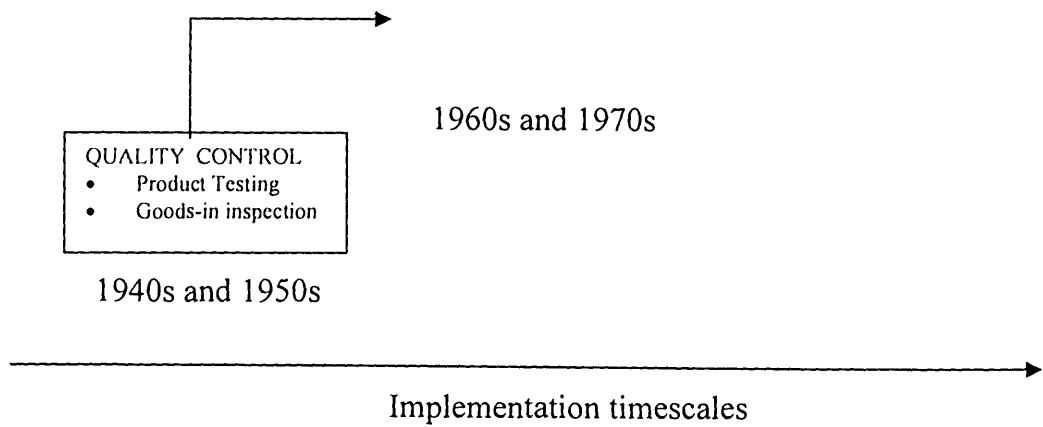 1960s and 1970s
QUALITY CONTROL
• Product Testing
• Goods-in inspection
1940s and 1950s
Implementation timescales